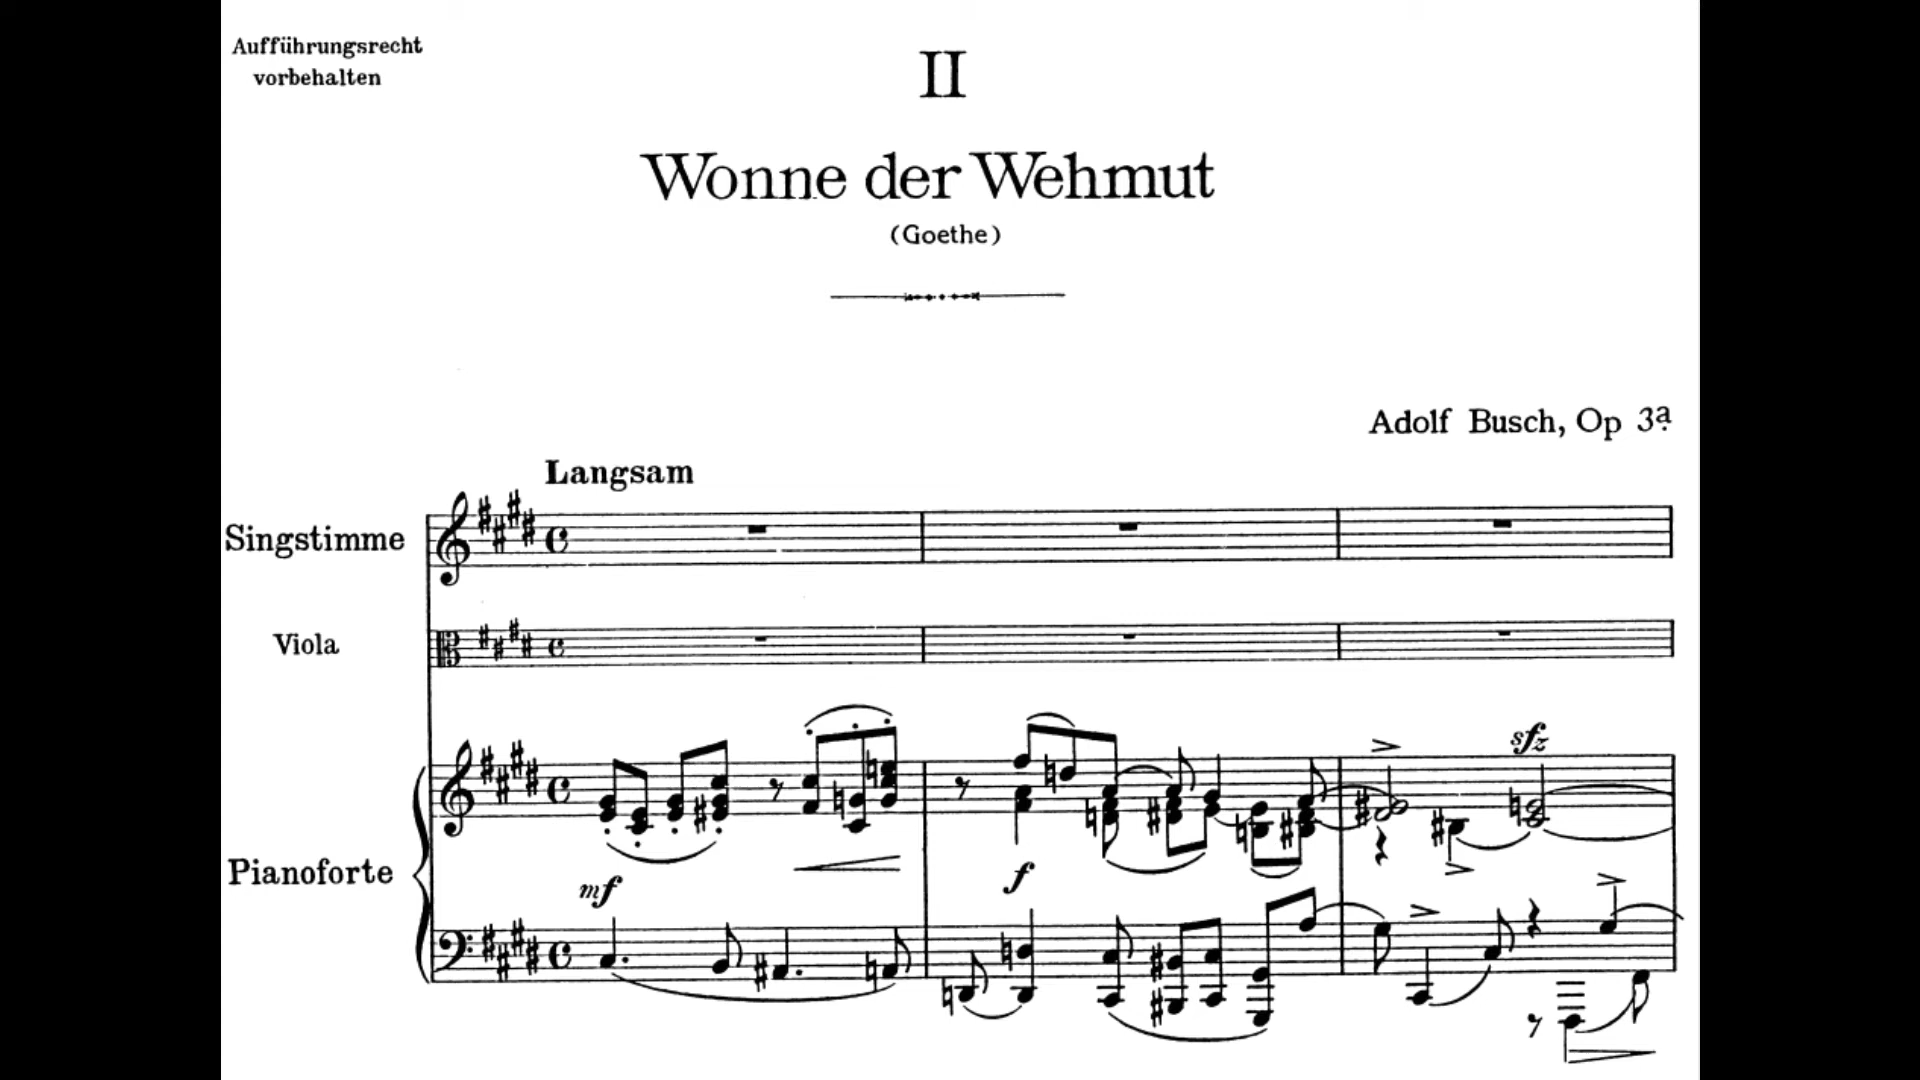 Aufführungsrecht
vorbehalten
II
Wonne der Wehmut
(Goethe)
Adolf Busch, Op 3a.
Langsam
Singstimme
Viola
sfz
Pianoforte
mf
f